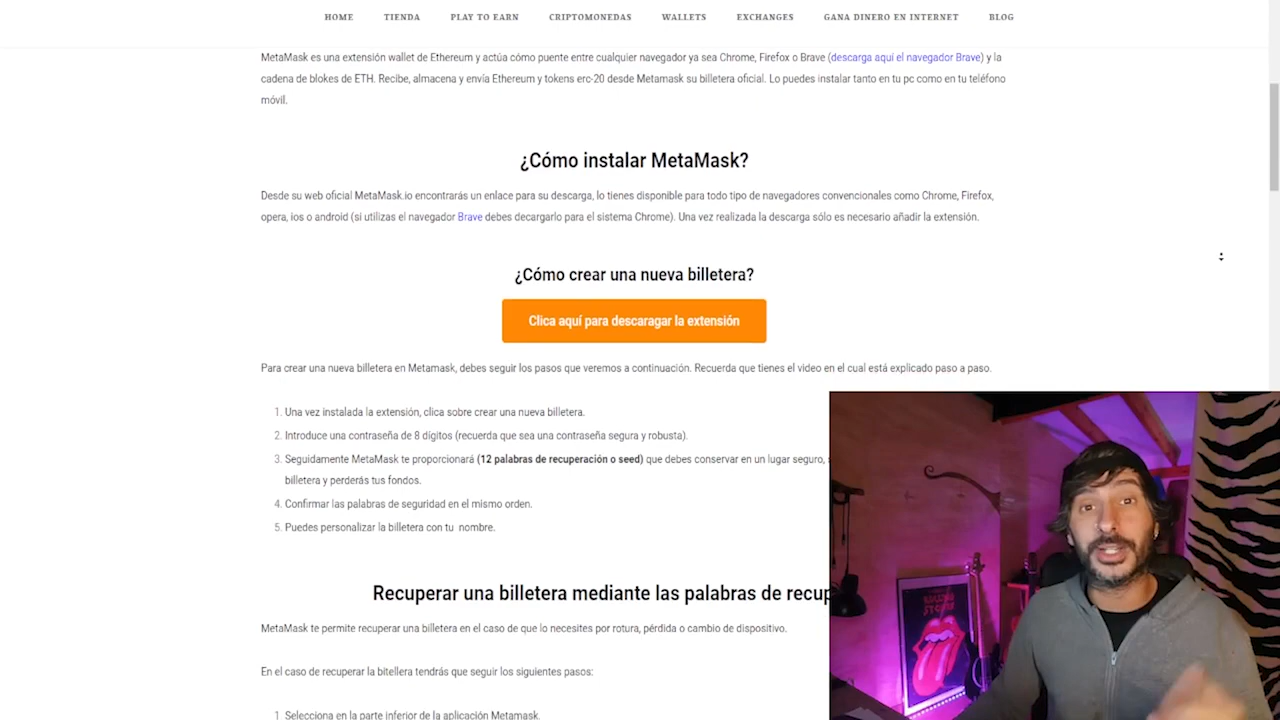 HOME TIENDA PLAY TO EARN CRIPTOMONEDAS WALLETS EXCHANGES GANA DINERO EN INTERNET BLOG
MetaMask es una extensión wallet de Ethereum y actúa cómo puente entre cualquier navegador ya sea Chrome, Firefox o Brave (descarga aquí el navegador Brave) y la
cadena de blokes de ETH. Recibe, almacena y envía Ethereum y tokens erc-20 desde Metamask su billetera oficial. Lo puedes instalar tanto en tu pc como en tu teléfono
móvil.
¿Cómo instalar MetaMask?
Desde su web oficial MetaMask.io encontrarás un enlace para su descarga, lo tienes disponible para todo tipo de navegadores convencionales como Chrome, Firefox,
opera, ios o android (si utilizas el navegador Brave debes decargarlo para el sistema Chrome). Una vez realizada la descarga sólo es necesario añadir la extensión.
¿Cómo crear una nueva billetera?
Clica aquí para descaragar la extensión
Para crear una nueva billetera en Metamask, debes seguir los pasos que veremos a continuación. Recuerda que tienes el video en el cual está explicado paso a paso.
1. Una vez instalada la extensión, clica sobre crear una nueva billetera.
2. Introduce una contraseña de 8 dígitos (recuerda que sea una contraseña segura y robusta).
3. Seguidamente MetaMask te proporcionará (12 palabras de recuperación o seed) que debes conservar en un lugar seguro,
billetera y perderás tus fondos.
4. Confirmar las palabras de seguridad en el mismo orden.
5. Puedes personalizar la billetera con tu nombre.
Recuperar una billetera mediante las palabras de recup
MetaMask te permite recuperar una billetera en el caso de que lo necesites por rotura, pérdida o cambio de dispositivo.
En el caso de recuperar la bitellera tendrás que seguir los siguientes pasos:
1 Selecciona en la parte inferior de la aplicación Metamask.